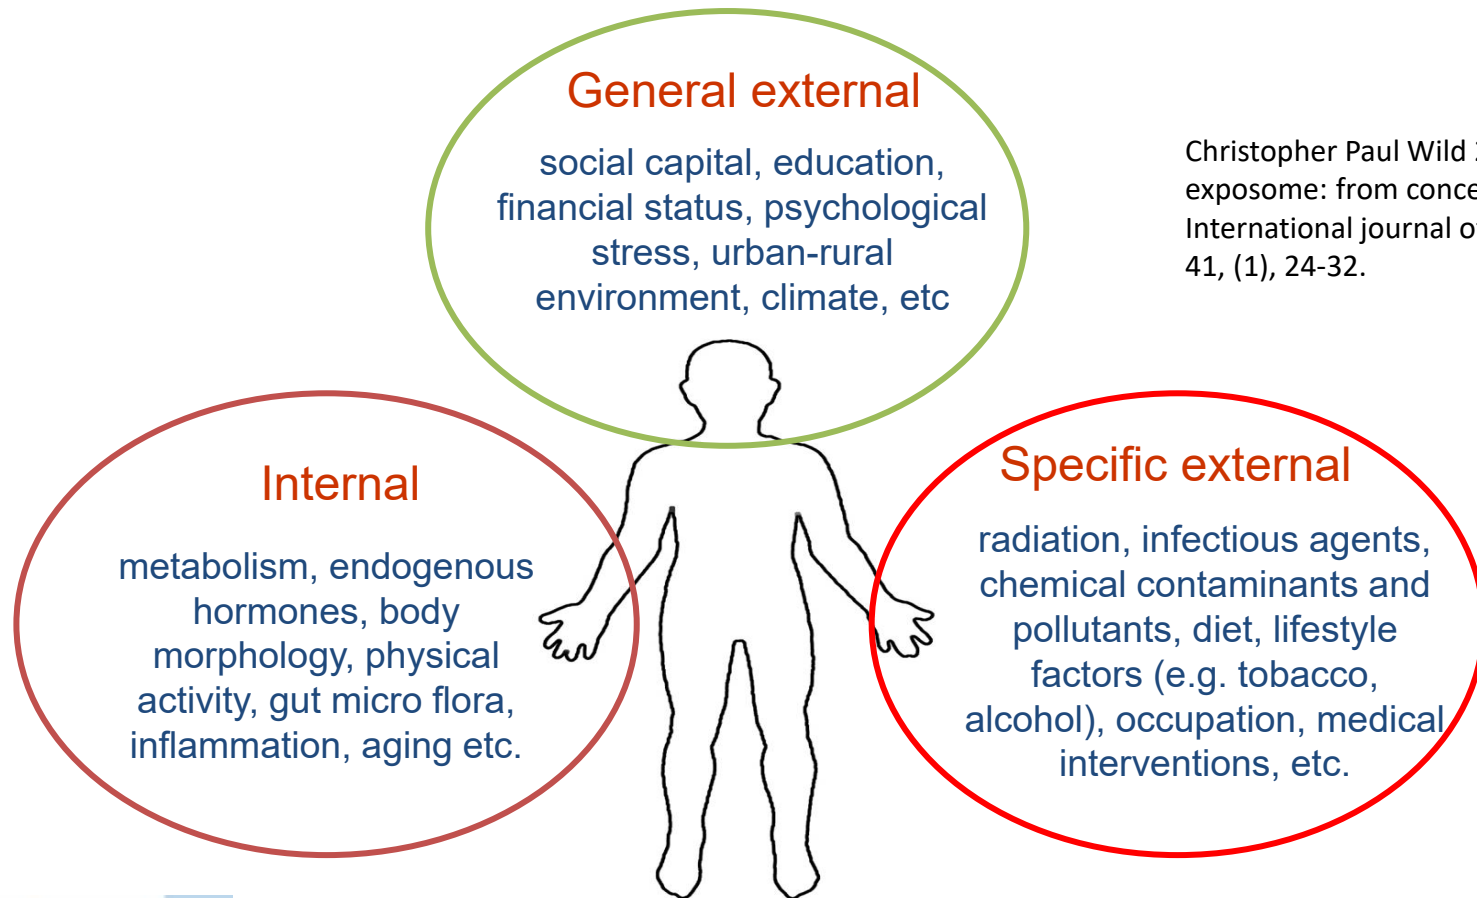 General external
social capital, education,
financial status, psychological
stress, urban-rural
environment, climate, etc
Christopher Paul Wild
exposome: from
International journal
41, (1), 24-32.
Internal
metabolism, endogenous
hormones, body
morphology, physical
activity, gut micro flora,
inflammation, aging etc.
Specific external
radiation, infectious agents,
chemical contaminants and
pollutants, diet, lifestyle
factors (e.g. tobacco,
alcohol), occupation, medical
interventions, etc.